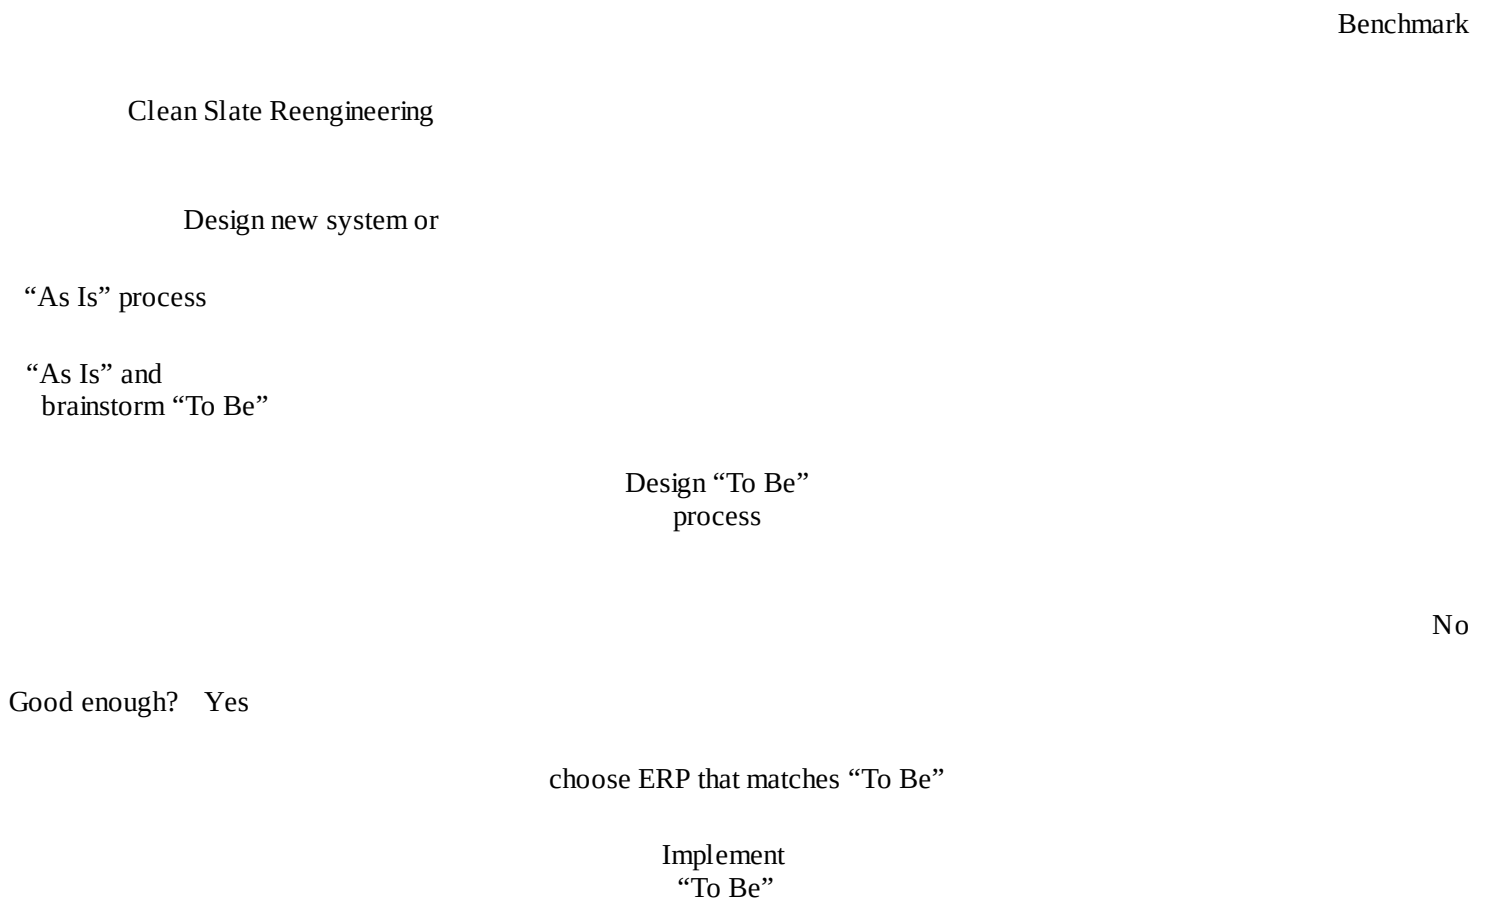 Benchmark
Clean Slate Reengineering
Design new system or
“As Is” process
“As Is” and
brainstorm “To Be”
Design “To Be”
process
No
Good enough? Yes
choose ERP that matches “To Be”
Implement
“To Be”